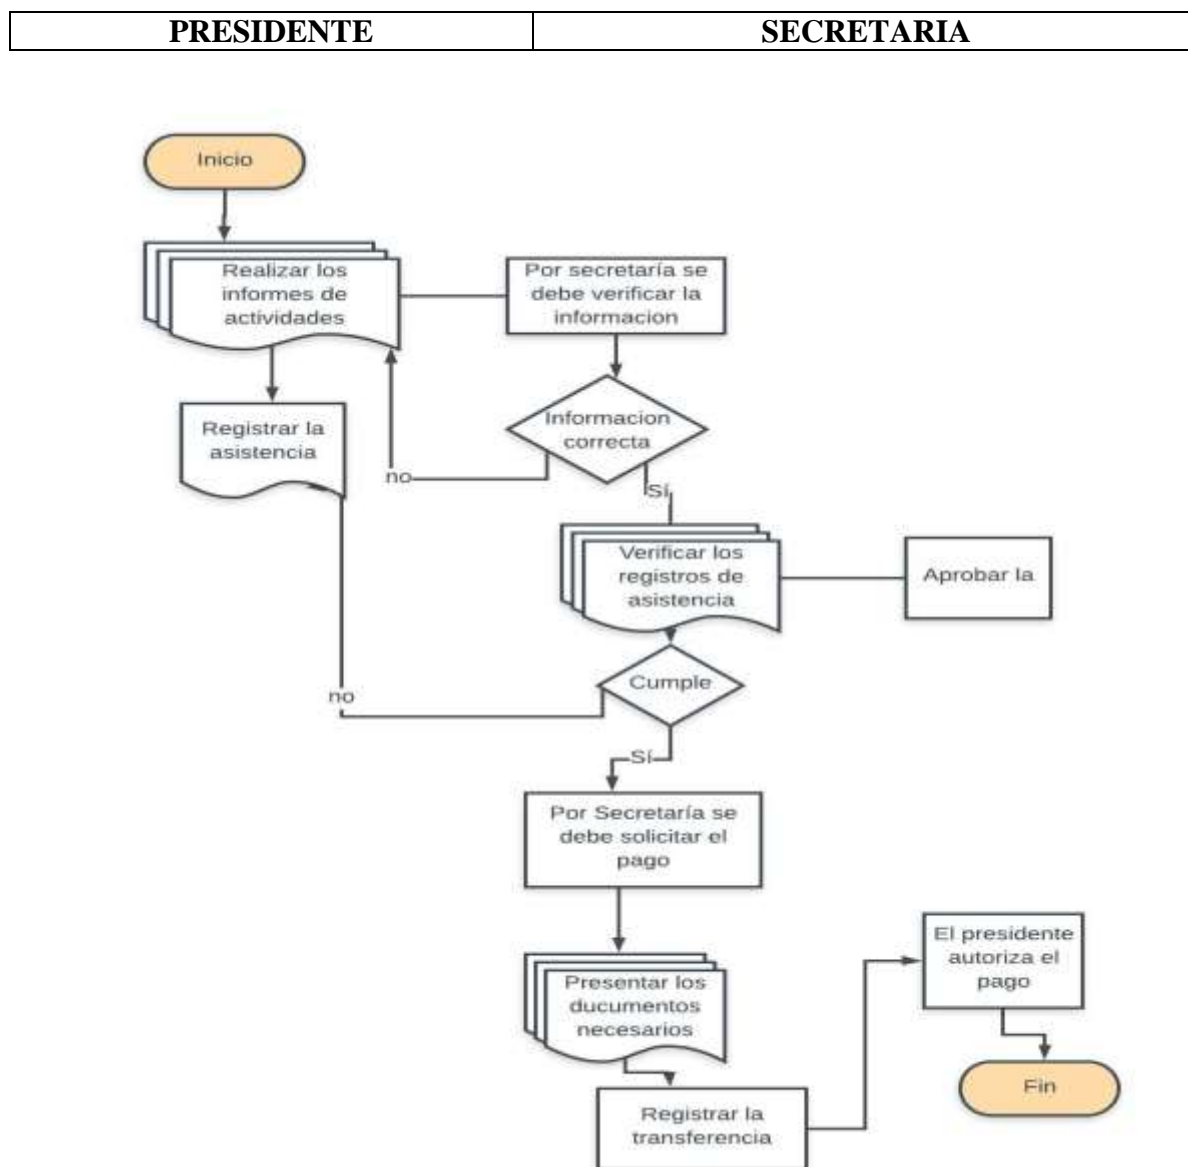 PRESIDENTE
SECRETARIA
Inicio
Realizar los
informes de
actividades
Por secretaría se
debe verificar la
informacion
Registrar la
asistencia
Informacion
correcta
no
Sí
Verificar los
registros de
asistencia
Aprobar la
Cumple
no
Sí
Por Secretaría se
debe solicitar el
pago
Presentar los
ducumentos
necesarios
El presidente
autoriza el
pago
Registrar la
transferencia
Fin